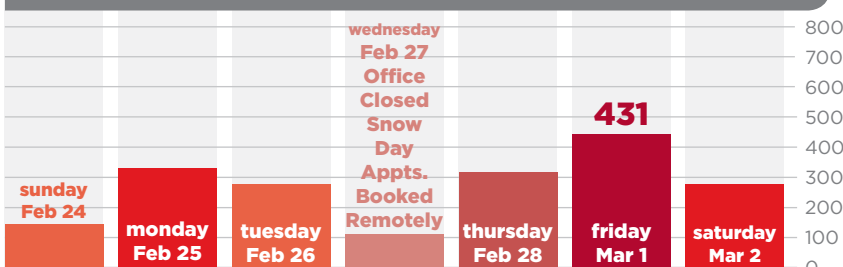 wednesday
Feb 27
Office
Closed
Snow
Day
Appts.
Booked
Remotely
sunday
Feb 24
monday
Feb 25
tuesday
Feb 26
thursday
Feb 28
431
friday
Mar 1
saturday
Mar 2
800
700
600
500
400
300
200
100
0